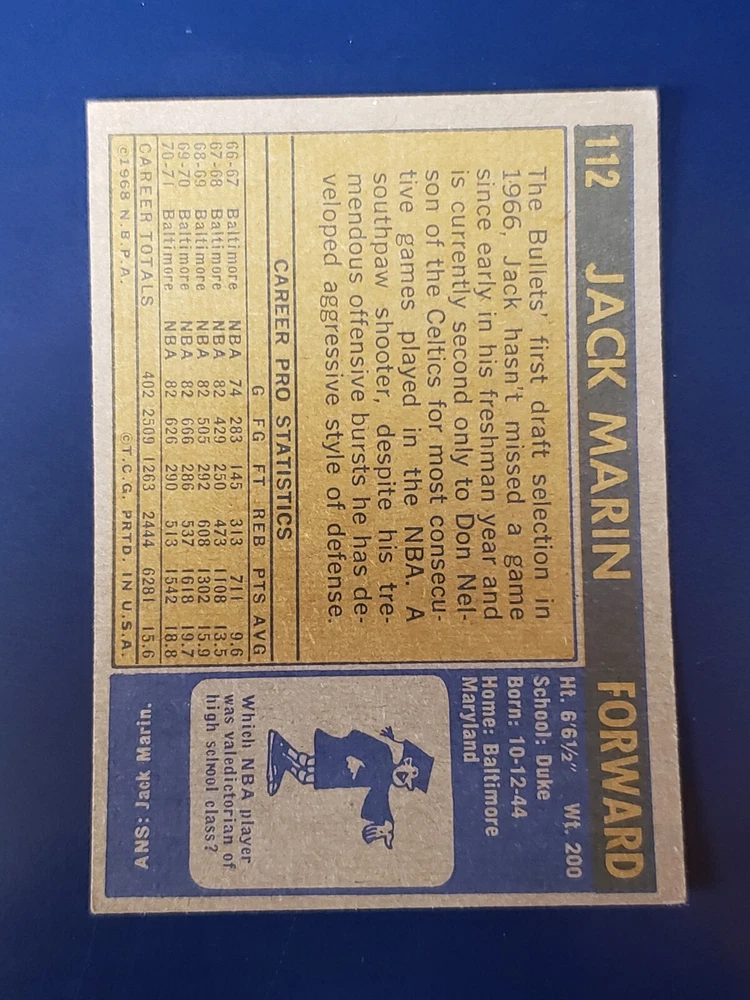 112 JACK MARIN FORWARD
The Bullets' first draft selection in
1966, Jack hasn't missed a game
since early in his freshman year and
is currently second only to Don Nel-
son of the Celtics for most consecu-
tive games played in the NBA. A
southpaw shooter, despite his tre-
mendous offensive bursts he has de-
veloped aggressive style of defense.
CAREER PRO STATISTICS
G FG FT REB PTS AVG
66-67 Baltimore NBA 74 283 145 313 711 9.6
67-68 Baltimore NBA 82 429 250 473 1108 13.5
68-69 Baltimore NBA 82 505 292 608 1302 15.9
69-70 Baltimore NBA 82 666 286 537 1618 19.7
70-71 Baltimore NBA 82 626 290 513 1542 18.8
CAREER TOTALS 402 2509 1263 2444 6281 15.6
©1968 N.B.P.A. ©T.C.G. PRTD. IN U.S.A.
Ht. 6'6½" Wt. 200
School: Duke
Born: 10-12-44
Home: Baltimore
Maryland
Which NBA player
was valedictorian of
high school class?
ANS: Jack Marin.